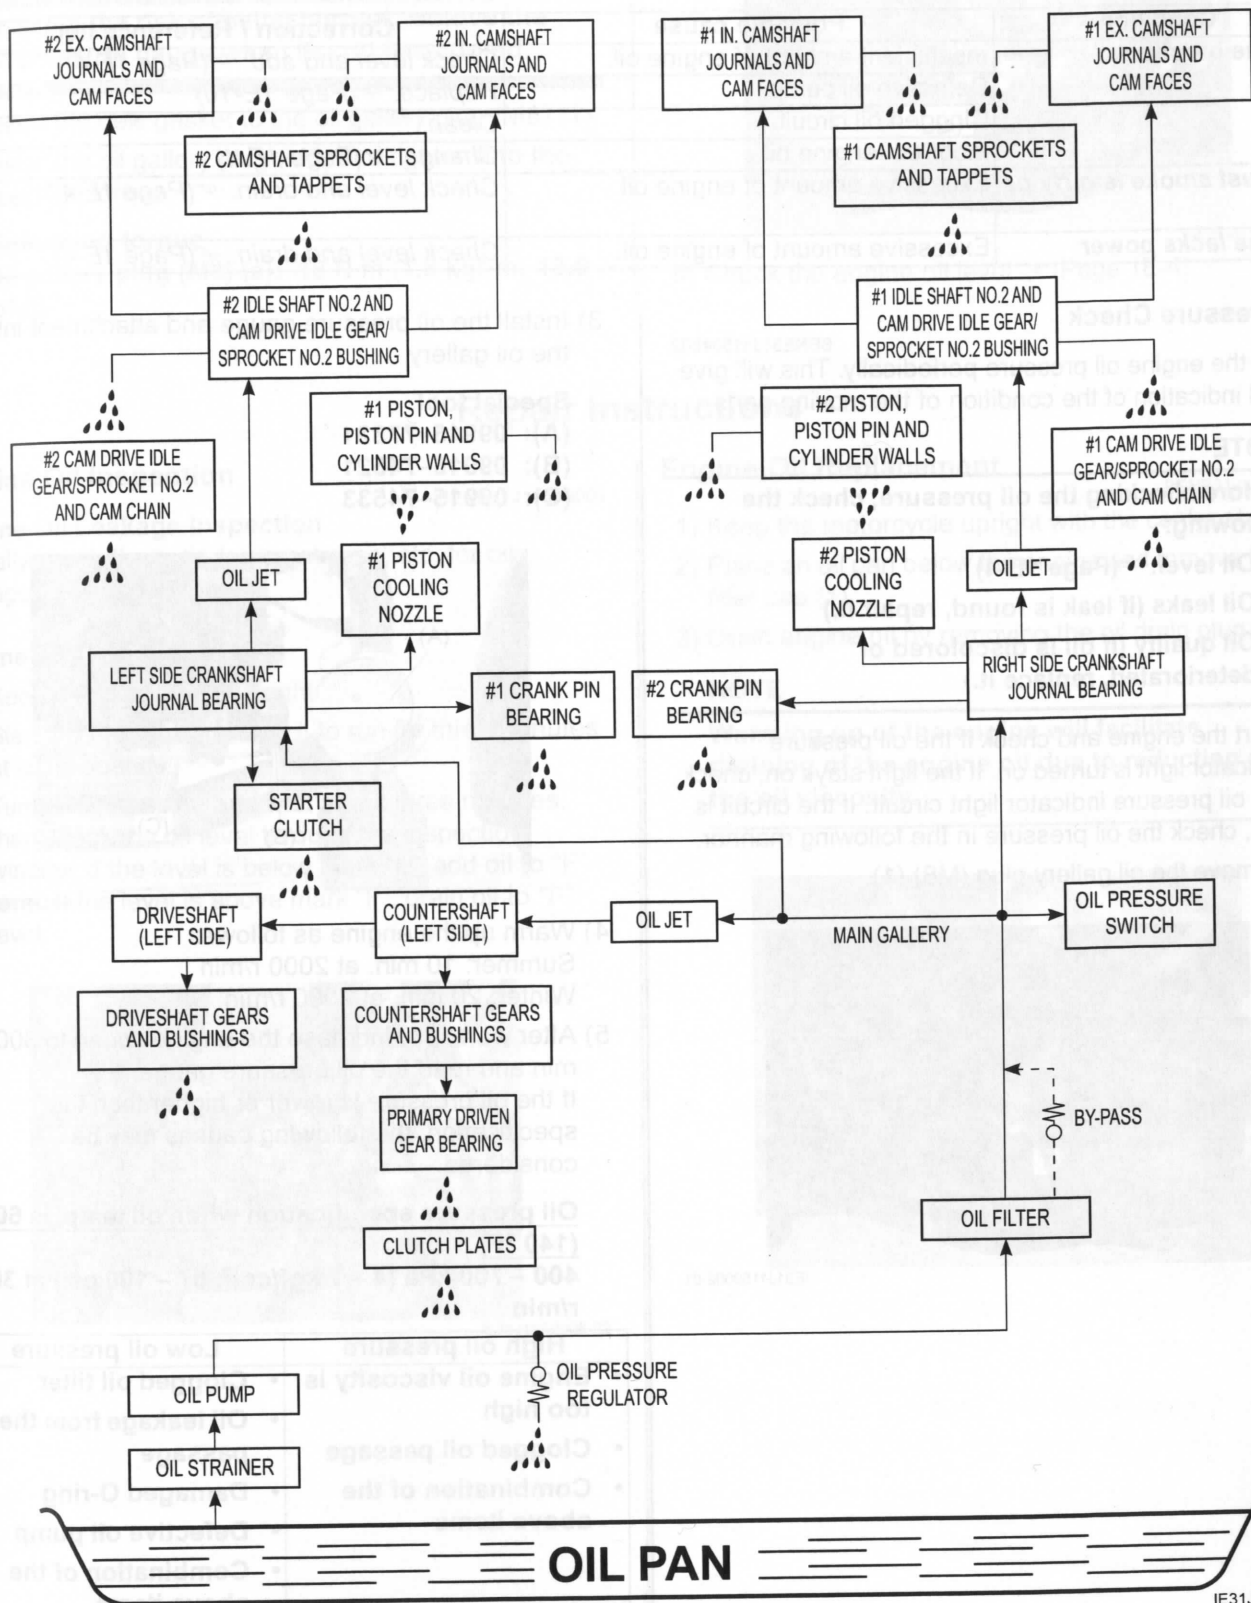 #2 EX. CAMSHAFT
JOURNALS AND
CAM FACES
#2 IN. CAMSHAFT
JOURNALS AND
CAM FACES
#1 IN. CAMSHAFT
JOURNALS AND
CAM FACES
#1 EX. CAMSHAFT
JOURNALS AND
CAM FACES
#2 CAMSHAFT SPROCKETS
AND TAPPETS
#1 CAMSHAFT SPROCKETS
AND TAPPETS
#2 IDLE SHAFT NO.2 AND
CAM DRIVE IDLE GEAR/
SPROCKET NO.2 BUSHING
#1 IDLE SHAFT NO.2 AND
CAM DRIVE IDLE GEAR/
SPROCKET NO.2 BUSHING
#1 PISTON,
PISTON PIN AND
CYLINDER WALLS
#2 PISTON,
PISTON PIN AND
CYLINDER WALLS
#2 CAM DRIVE IDLE
GEAR/SPROCKET NO.2
AND CAM CHAIN
#1 CAM DRIVE IDLE
GEAR/SPROCKET NO.2
AND CAM CHAIN
OIL JET
#1 PISTON
COOLING
NOZZLE
#2 PISTON
COOLING
NOZZLE
OIL JET
LEFT SIDE CRANKSHAFT
JOURNAL BEARING
#1 CRANK PIN
BEARING
#2 CRANK PIN
BEARING
RIGHT SIDE CRANKSHAFT
JOURNAL BEARING
STARTER
CLUTCH
DRIVESHAFT
(LEFT SIDE)
COUNTERSHAFT
(LEFT SIDE)
OIL JET
MAIN GALLERY
OIL PRESSURE
SWITCH
DRIVESHAFT GEARS
AND BUSHINGS
COUNTERSHAFT GEARS
AND BUSHINGS
PRIMARY DRIVEN
GEAR BEARING
BY-PASS
CLUTCH PLATES
OIL FILTER
OIL PUMP
OIL PRESSURE
REGULATOR
OIL STRAINER
OIL PAN